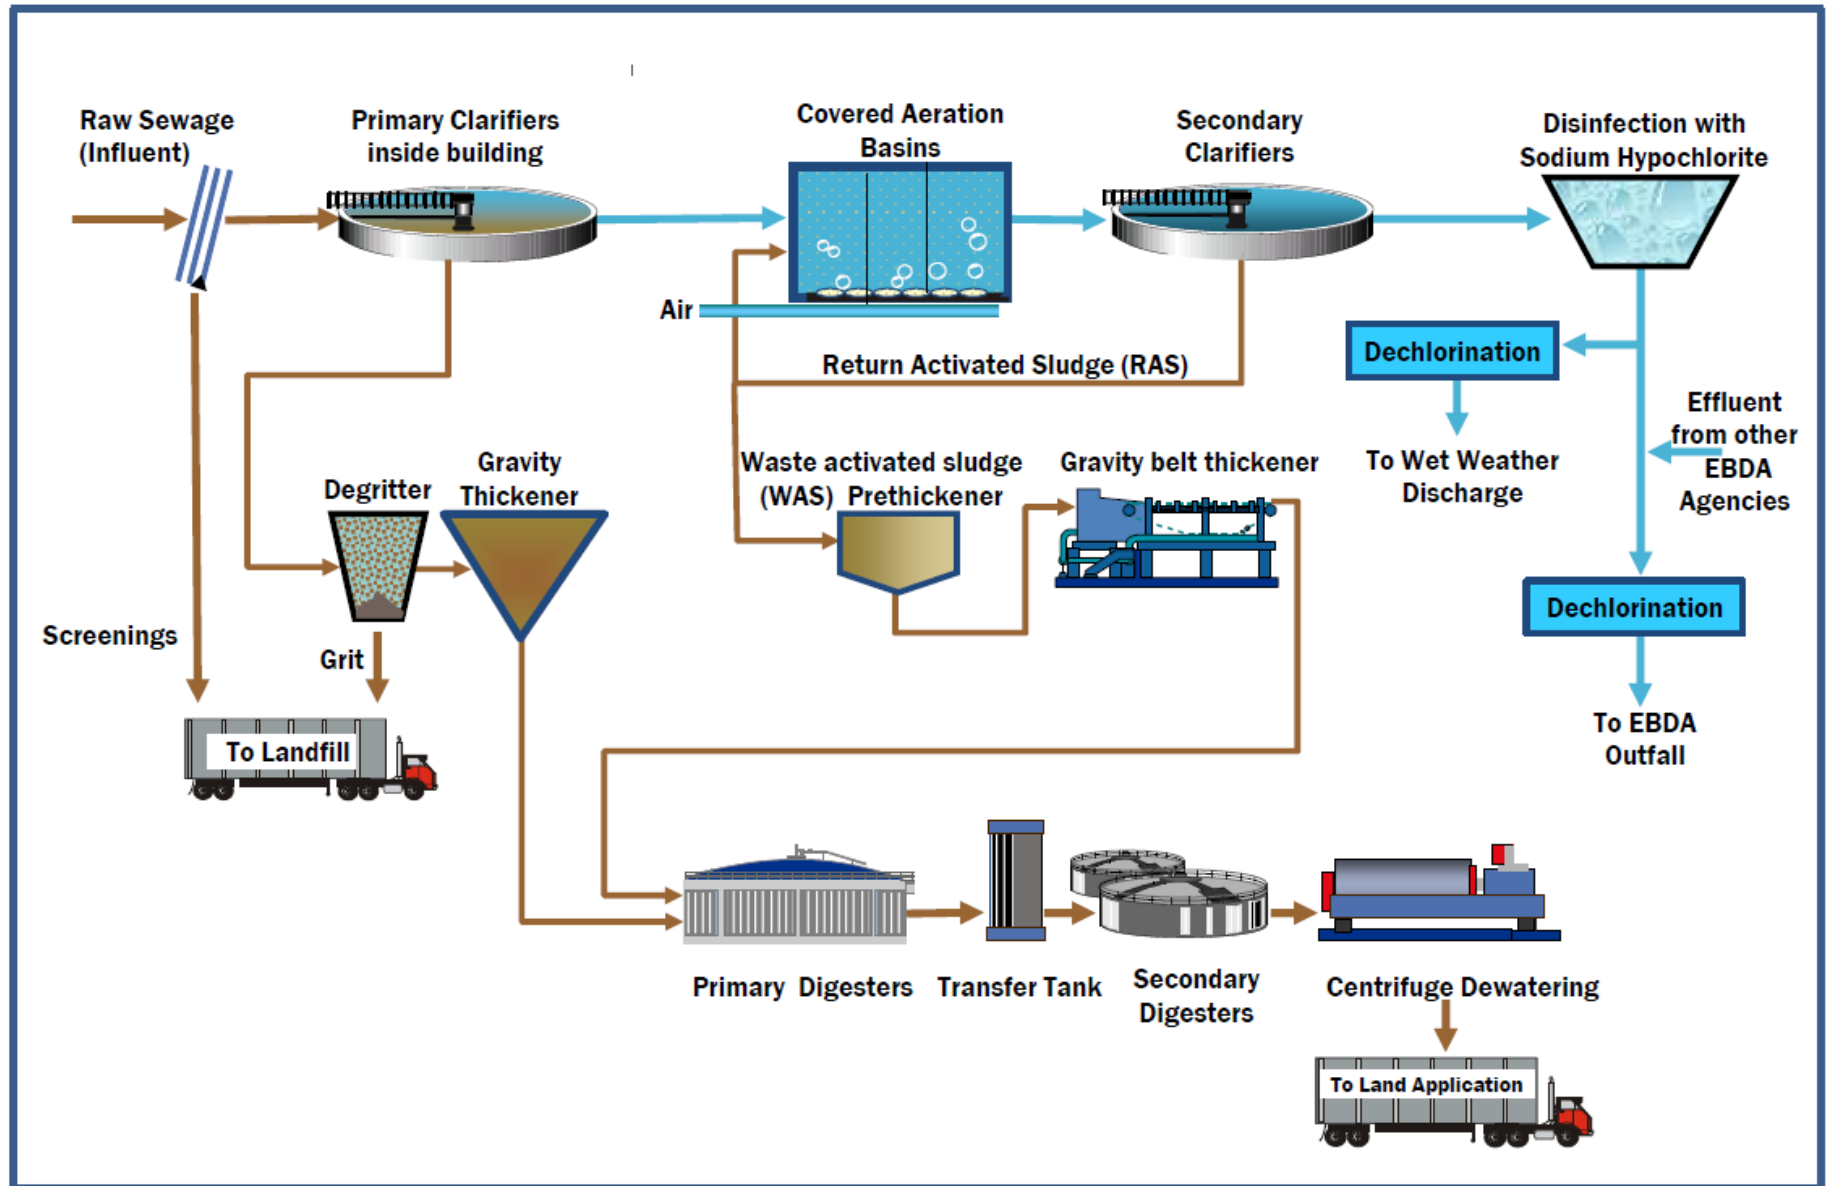 Raw Sewage
(Influent)
Primary Clarifiers
inside building
Covered Aeration
Basins
Secondary
Clarifiers
Disinfection with
Sodium Hypochlorite
Air
Return Activated Sludge (RAS)
Dechlorination
Effluent
from other
EBDA
Agencies
To Wet Weather
Discharge
Degritter
Gravity
Thickener
Waste activated sludge
(WAS) Prethickener
Gravity belt thickener
Screenings
Grit
To Landfill
Dechlorination
To EBDA
Outfall
Primary Digesters
Transfer Tank
Secondary
Digesters
Centrifuge Dewatering
To Land Application